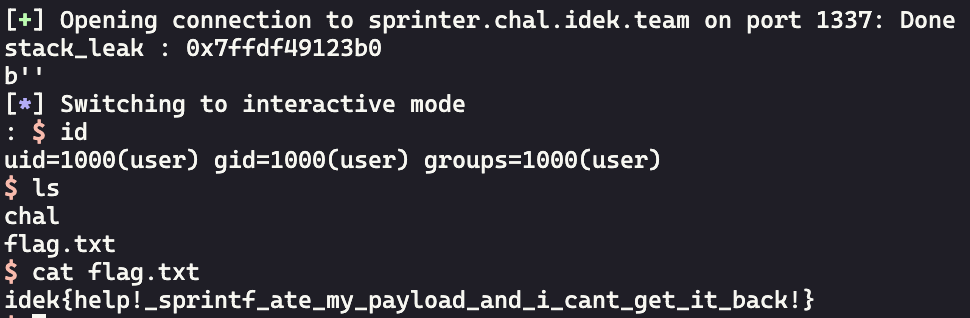 [+] Opening connection to sprinter.chal.idek.team on port 1337: Done
stack_leak : 0x7ffdf49123b0
b''
[*] Switching to interactive mode
: $ id
uid=1000(user) gid=1000(user) groups=1000(user)
$ ls
chal
flag.txt
$ cat flag.txt
idek{help!_sprintf_ate_my_payload_and_i_cant_get_it_back!}